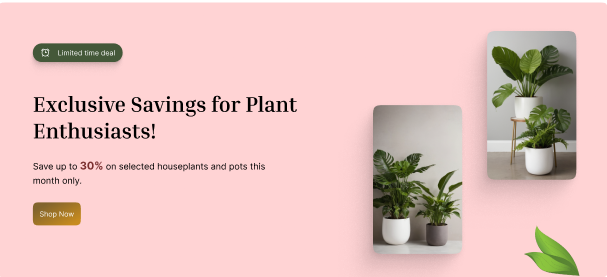 Limited time deal
Exclusive Savings for Plant
Enthusiasts!
Save up to 30% on selected houseplants and pots this
month only.
Shop Now